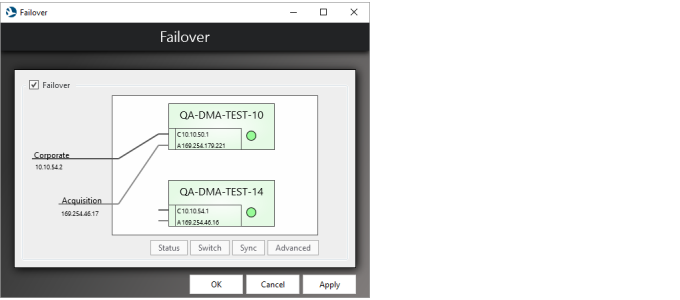 Failover
Failover
Failover
QA-DMA-TEST-10
C 10.10.50.1
A 169.254.179.221
Corporate
10.10.54.2
QA-DMA-TEST-14
Acquisition
C 10.10.54.1
169.254.46.17
A 169.254.46.16
Status Switch Sync Advanced
OK Cancel Apply